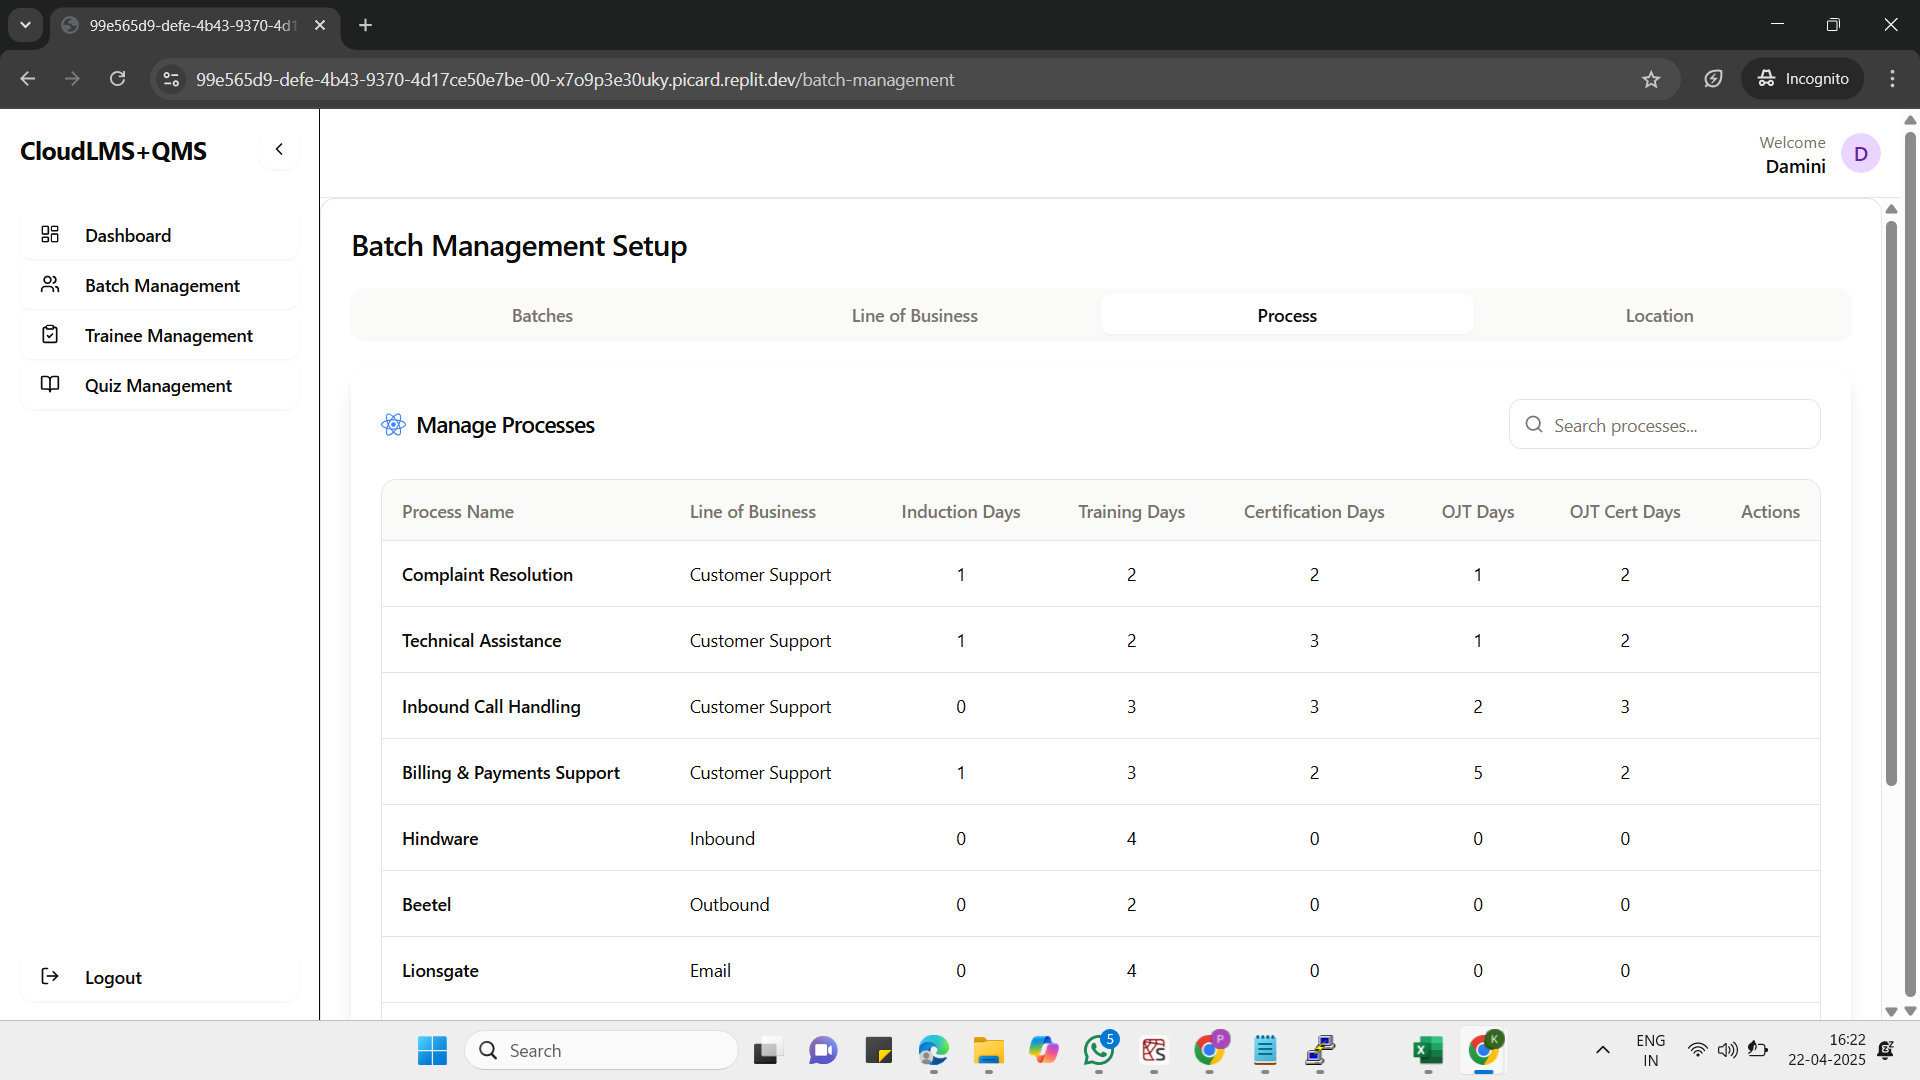 99e565d9-defe-4b43-9370-4d1
99e565d9-defe-4b43-9370-4d17ce50e7be-00-x7o9p3e30uky.picard.replit.dev/batch-management
Incognito
CloudLMS+QMS
Welcome
Damini
D
Dashboard
Batch Management
Trainee Management
Quiz Management
Logout
Batch Management Setup
Batches Line of Business Process Location
Manage Processes
Search processes...
Process Name Line of Business Induction Days Training Days Certification Days OJT Days OJT Cert Days Actions
Complaint Resolution Customer Support 1 2 2 1 2
Technical Assistance Customer Support 1 2 3 1 2
Inbound Call Handling Customer Support 0 3 3 2 3
Billing & Payments Support Customer Support 1 3 2 5 2
Hindware Inbound 0 4 0 0 0
Beetel Outbound 0 2 0 0 0
Lionsgate Email 0 4 0 0 0
Search
5
P
K
ENG
IN
16:22
22-04-2025